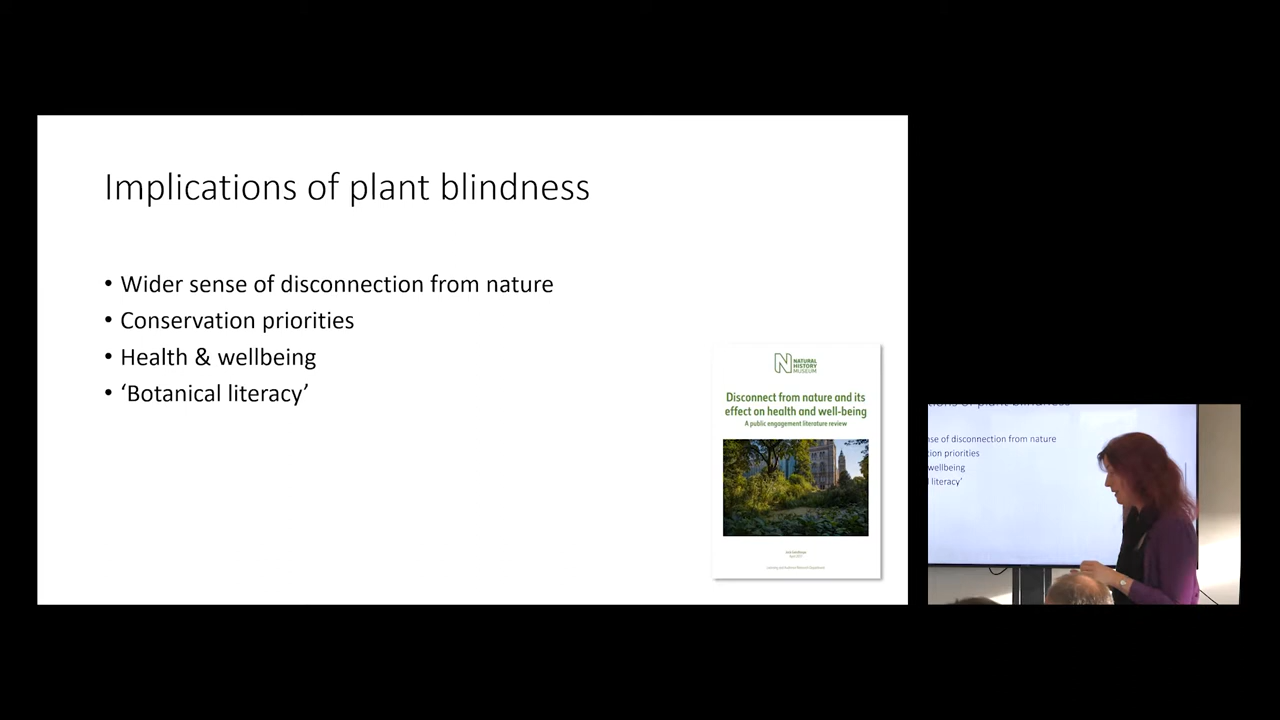 Implications of plant blindness
• Wider sense of disconnection from nature
• Conservation priorities
• Health & wellbeing
• ‘Botanical literacy’
NATURAL
HISTORY
MUSEUM
Disconnect from nature and its
effect on health and well-being
A public engagement literature review
nse of disconnection from nature
tion priorities
wellbeing
l literacy’